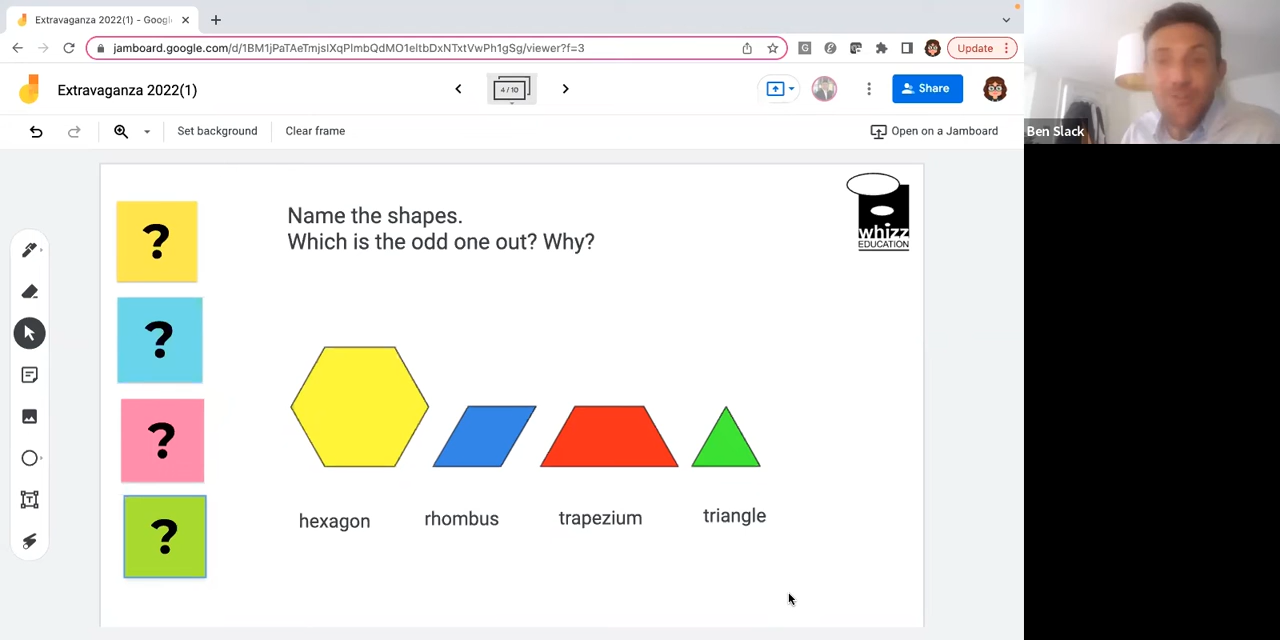 Extravaganza 2022(1) - Googl
jamboard.google.com/d/1BM1jPaTAeTmjsIXqPlmbQdMO1eItbDxNTxtVwPh1gSg/viewer?f=3
Update
Extravaganza 2022(1)
4 / 10
Share
Set background
Clear frame
Open on a Jamboard
Ben Slack
Name the shapes.
Which is the odd one out? Why?
whizz
EDUCATION
?
?
?
?
hexagon
rhombus
trapezium
triangle